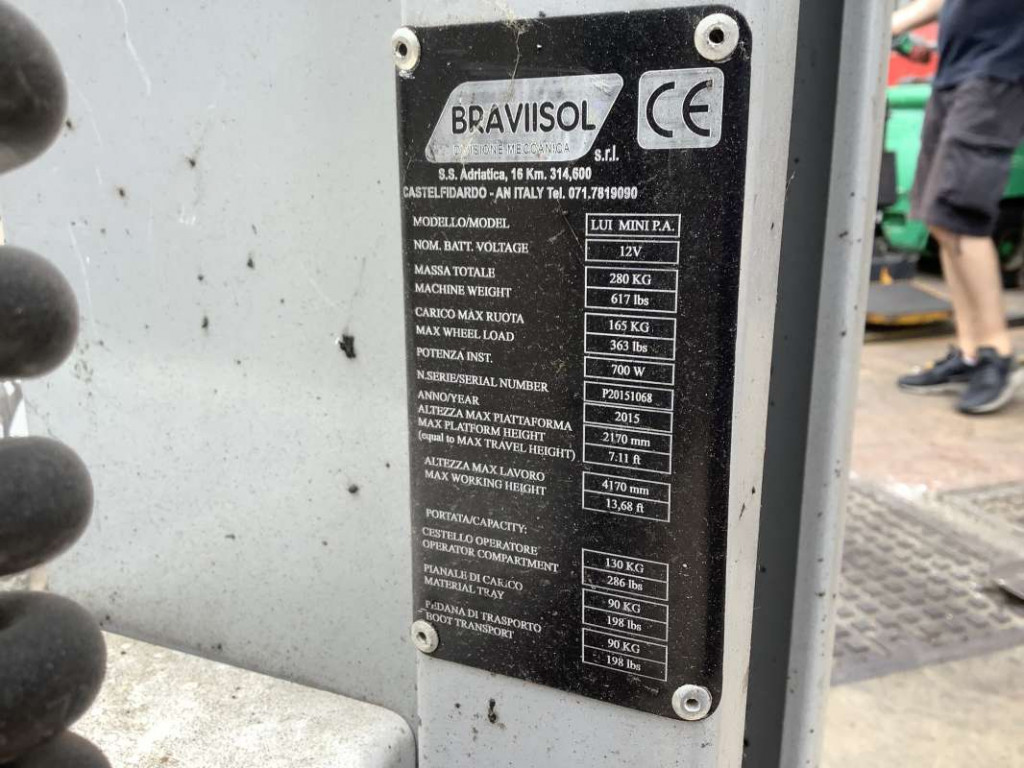 BRAVIISOL
DIVISIONE MECCANICA
s.r.l.
CE
S.S. Adriatica, 16 Km. 314,600
CASTELFIDARDO - AN ITALY Tel. 071.7819090
MODELLO/MODEL LUI MINI P.A.
NOM. BATT. VOLTAGE 12V
MASSA TOTALE 280 KG
MACHINE WEIGHT 617 lbs
CARICO MAX RUOTA 165 KG
MAX WHEEL LOAD 363 lbs
POTENZA INST. 700 W
N.SERIE/SERIAL NUMBER P20151068
ANNO/YEAR 2015
ALTEZZA MAX PIATTAFORMA 2170 mm
MAX PLATFORM HEIGHT 7:11 ft
(equal to MAX TRAVEL HEIGHT)
ALTEZZA MAX LAVORO 4170 mm
MAX WORKING HEIGHT 13,68 ft
PORTATA/CAPACITY:
CESTELLO OPERATORE 130 KG
OPERATOR COMPARTMENT 286 lbs
PIANALE DI CARICO 90 KG
MATERIAL TRAY 198 lbs
PEDANA DI TRASPORTO 90 KG
BOOT TRANSPORT 198 lbs